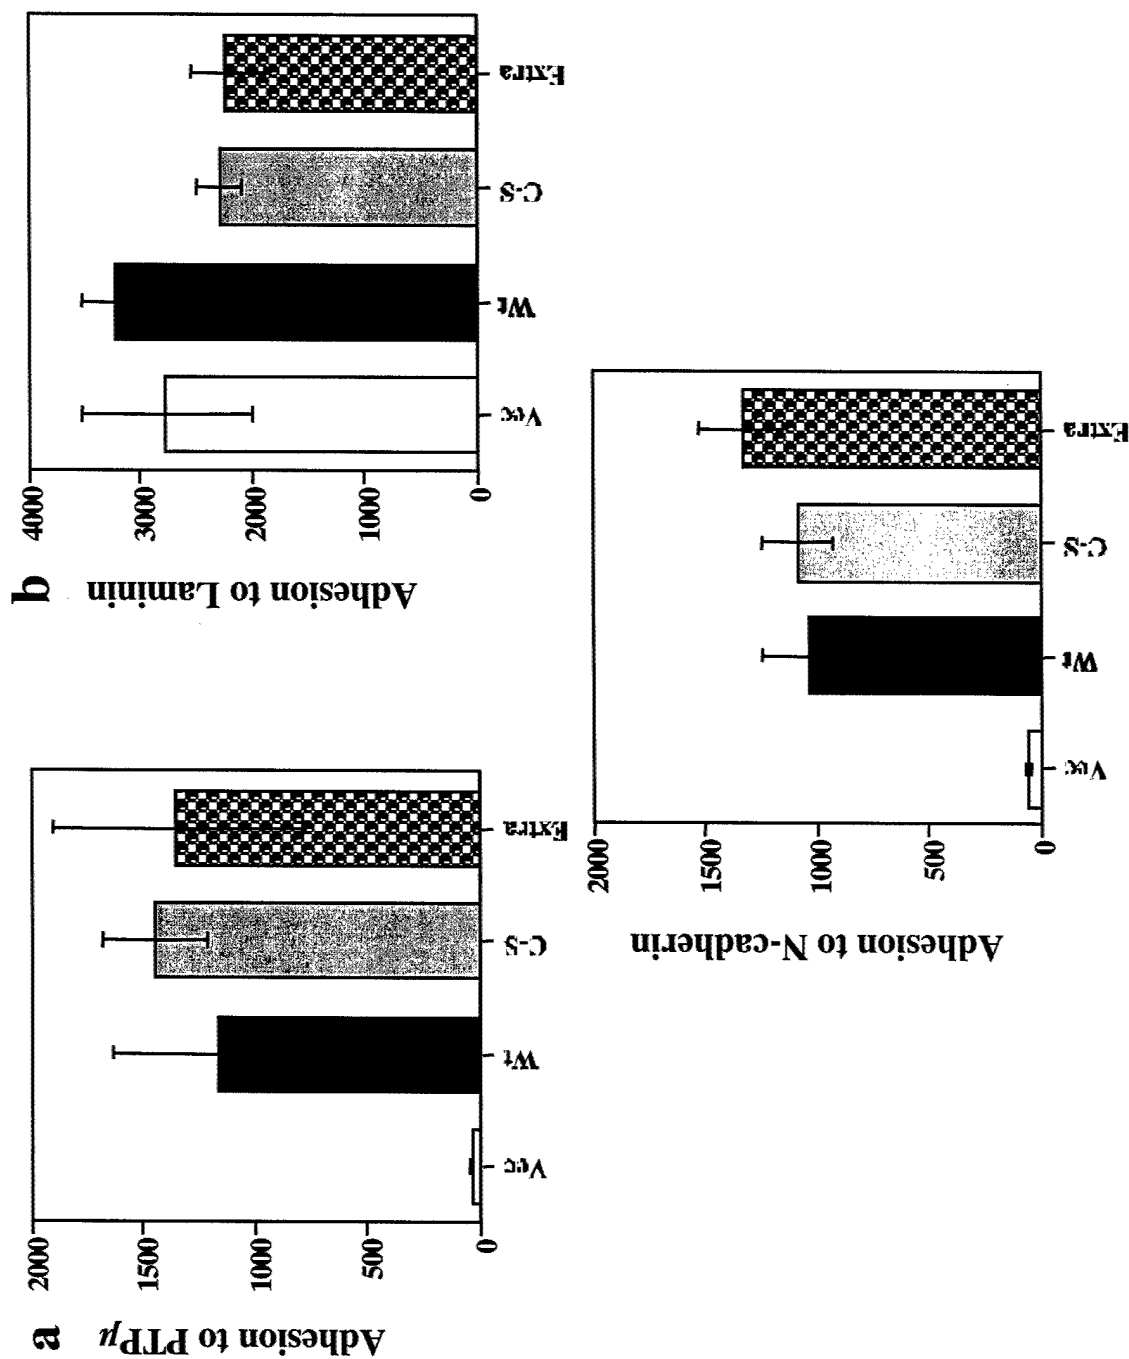 a
Adhesion to PTPμ
2000
1500
1000
500
0
Vec
Wt
C-S
Extra
b
Adhesion to Laminin
4000
3000
2000
1000
0
Vec
Wt
C-S
Extra
Adhesion to N-cadherin
2000
1500
1000
500
0
Vec
Wt
C-S
Extra